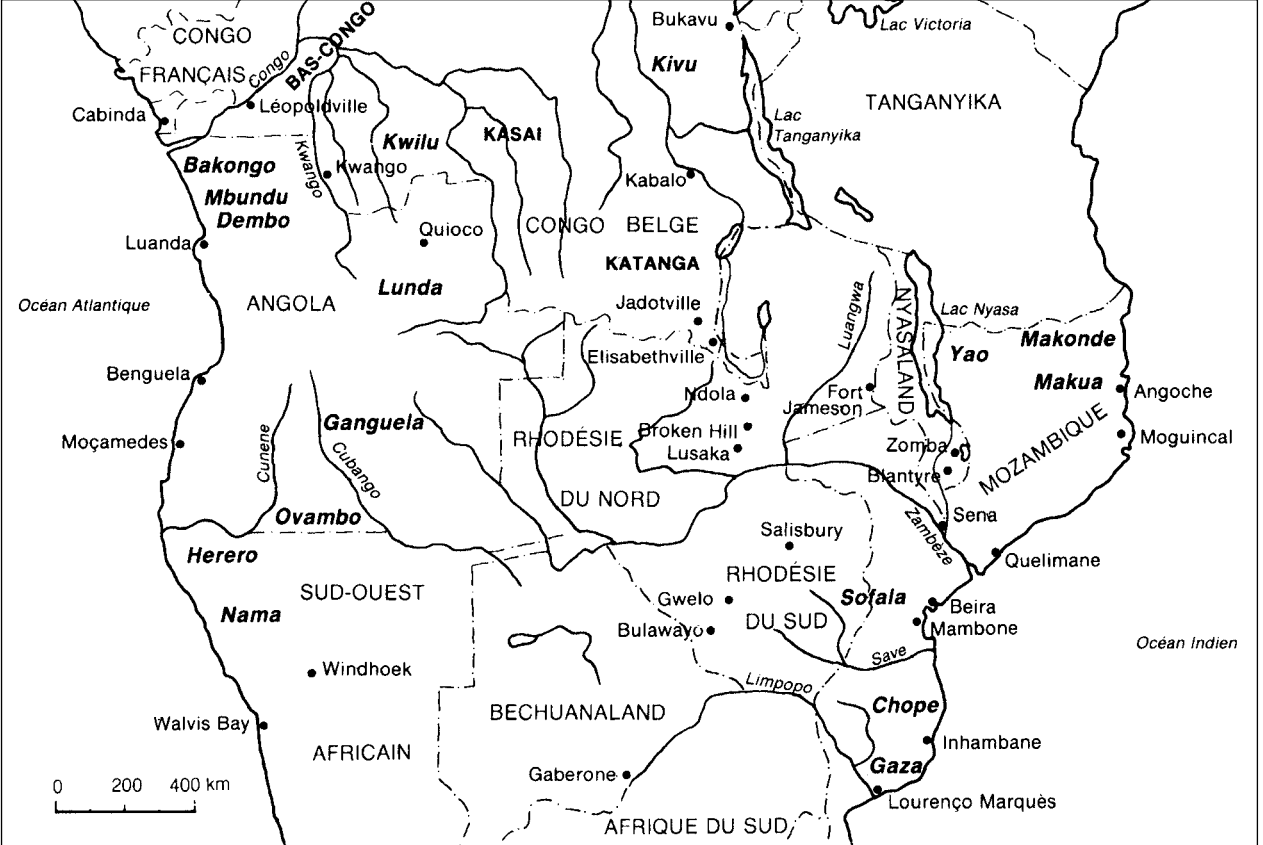 Bukavu
Lac Victoria
CONGO
FRANÇAIS
Congo
BAS-CONGO
Kivu
TANGANYIKA
Cabinda
Léopoldville
Lac
Tanganyika
Kwilu
KASAI
Bakongo
Kwango
Kwango
Kabalo
Mbundu
Dembo
Quioco
CONGO BELGE
Luanda
KATANGA
Lunda
Océan Atlantique
ANGOLA
Jadotville
Luangwa
NYASALAND
Lac Nyasa
Elisabethville
Yao
Makonde
Benguela
Ndola
Fort
Jameson
Makua
Angoche
Moçamedes
Cunene
Cubango
Ganguela
RHODÉSIE
Broken Hill
Lusaka
Zomba
MOZAMBIQUE
Moguincal
Blantyre
DU NORD
Ovambo
Salisbury
Zambèze
Sena
Herero
Quelimane
SUD-OUEST
RHODÉSIE
Nama
Gwelo
Sofala
Beira
Bulawayo
DU SUD
Mambone
Océan Indien
Windhoek
Save
Limpopo
BECHUANALAND
Chope
Walvis Bay
AFRICAIN
Inhambane
Gaberone
Gaza
0 200 400 km
Lourenço Marquès
AFRIQUE DU SUD